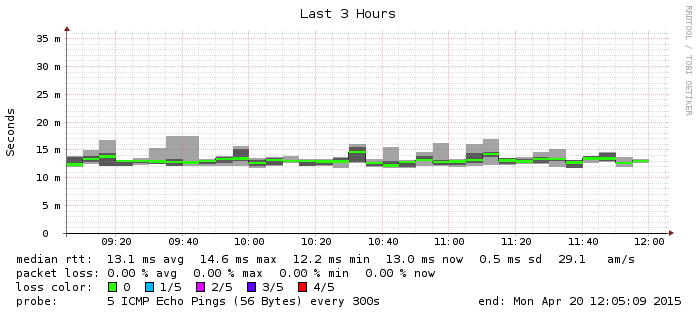 Last 3 Hours
RRDTOOL / TOBI OETIKER
Seconds
35 m
30 m
25 m
20 m
15 m
10 m
5 m
0
09:20 09:40 10:00 10:20 10:40 11:00 11:20 11:40 12:00
median rtt: 13.1 ms avg 14.6 ms max 12.2 ms min 13.0 ms now 0.5 ms sd 29.1 am/s
packet loss: 0.00 % avg 0.00 % max 0.00 % min 0.00 % now
loss color: 0 1/5 2/5 3/5 4/5
probe: 5 ICMP Echo Pings (56 Bytes) every 300s end: Mon Apr 20 12:05:09 2015